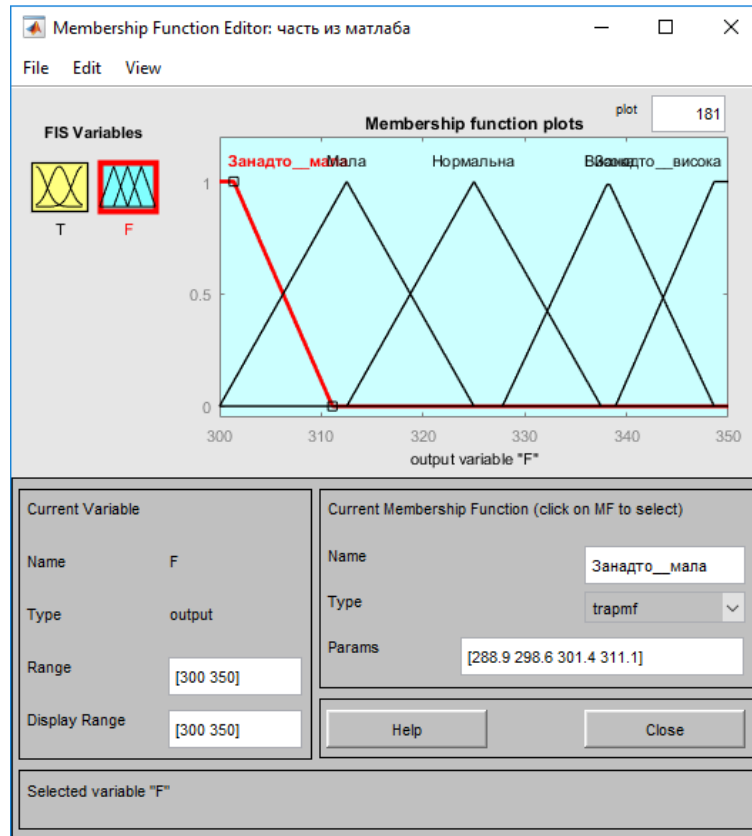 Membership Function Editor: часть из матлаба
File Edit View
FIS Variables
Membership function plots
plot 181
Занадто__мала Мала Нормальна Висока Занадто__висока
T F
1
0.5
0
300 310 320 330 340 350
output variable "F"
Current Variable
Name F
Type output
Range [300 350]
Display Range [300 350]
Current Membership Function (click on MF to select)
Name Занадто__мала
Type trapmf
Params [288.9 298.6 301.4 311.1]
Help Close
Selected variable "F"